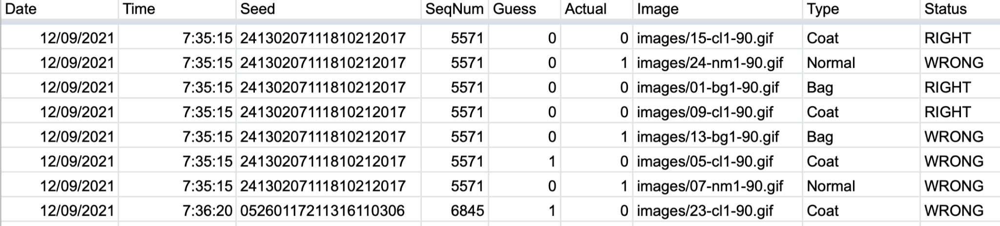 Date Time Seed SeqNum Guess Actual Image Type Status
12/09/2021 7:35:15 24130207111810212017 5571 0 0 images/15-cl1-90.gif Coat RIGHT
12/09/2021 7:35:15 24130207111810212017 5571 0 1 images/24-nm1-90.gif Normal WRONG
12/09/2021 7:35:15 24130207111810212017 5571 0 0 images/01-bg1-90.gif Bag RIGHT
12/09/2021 7:35:15 24130207111810212017 5571 0 0 images/09-cl1-90.gif Coat RIGHT
12/09/2021 7:35:15 24130207111810212017 5571 0 1 images/13-bg1-90.gif Bag WRONG
12/09/2021 7:35:15 24130207111810212017 5571 1 0 images/05-cl1-90.gif Coat WRONG
12/09/2021 7:35:15 24130207111810212017 5571 0 1 images/07-nm1-90.gif Normal WRONG
12/09/2021 7:36:20 05260117211316110306 6845 1 0 images/23-cl1-90.gif Coat WRONG